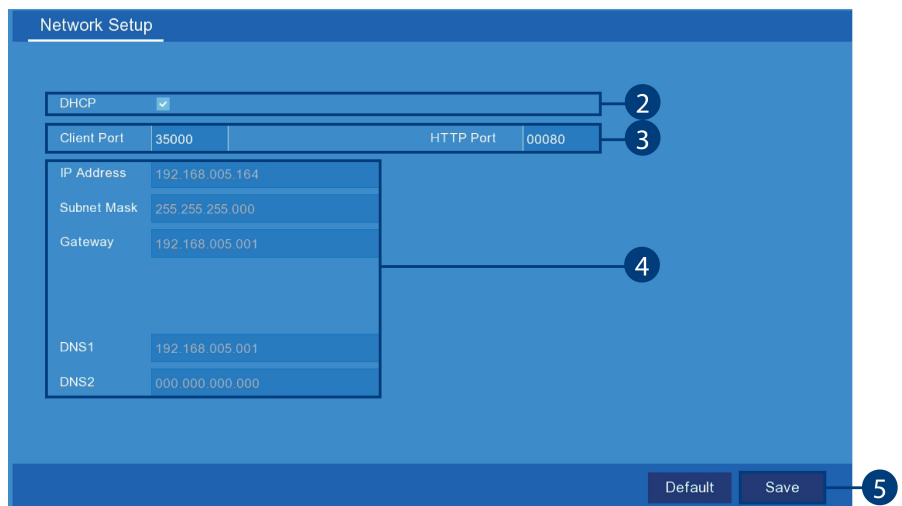 Network Setup
DHCP 2
Client Port 35000 HTTP Port 00080 3
IP Address 192.168.005.164
Subnet Mask 255.255.255.000
Gateway 192.168.005.001
4
DNS1 192.168.005.001
DNS2 000.000.000.000
Default Save 5